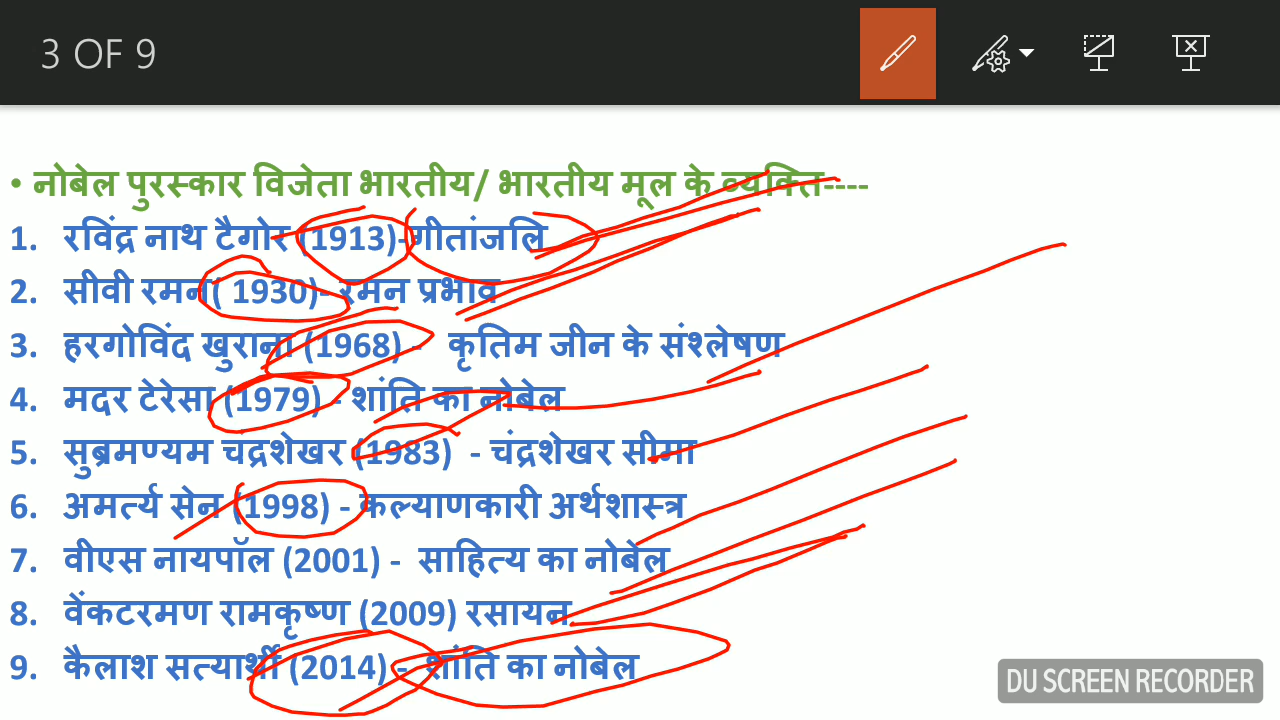 3 OF 9
• नोबेल पुरस्कार विजेता भारतीय/ भारतीय मूल के व्यक्ति----
1. रविंद्र नाथ टैगोर (1913)-गीतांजलि
2. सीवी रमन( 1930)- रमन प्रभाव
3. हरगोविंद खुराना (1968) - कृतिम जीन के संश्लेषण
4. मदर टेरेसा (1979) - शांति का नोबेल
5. सुब्रमण्यम चंद्रशेखर (1983) - चंद्रशेखर सीमा
6. अमर्त्य सेन (1998) - कल्याणकारी अर्थशास्त्र
7. वीएस नायपॉल (2001) - साहित्य का नोबेल
8. वेंकटरमण रामकृष्ण (2009) रसायन
9. कैलाश सत्यार्थी (2014) - शांति का नोबेल
DU SCREEN RECORDER